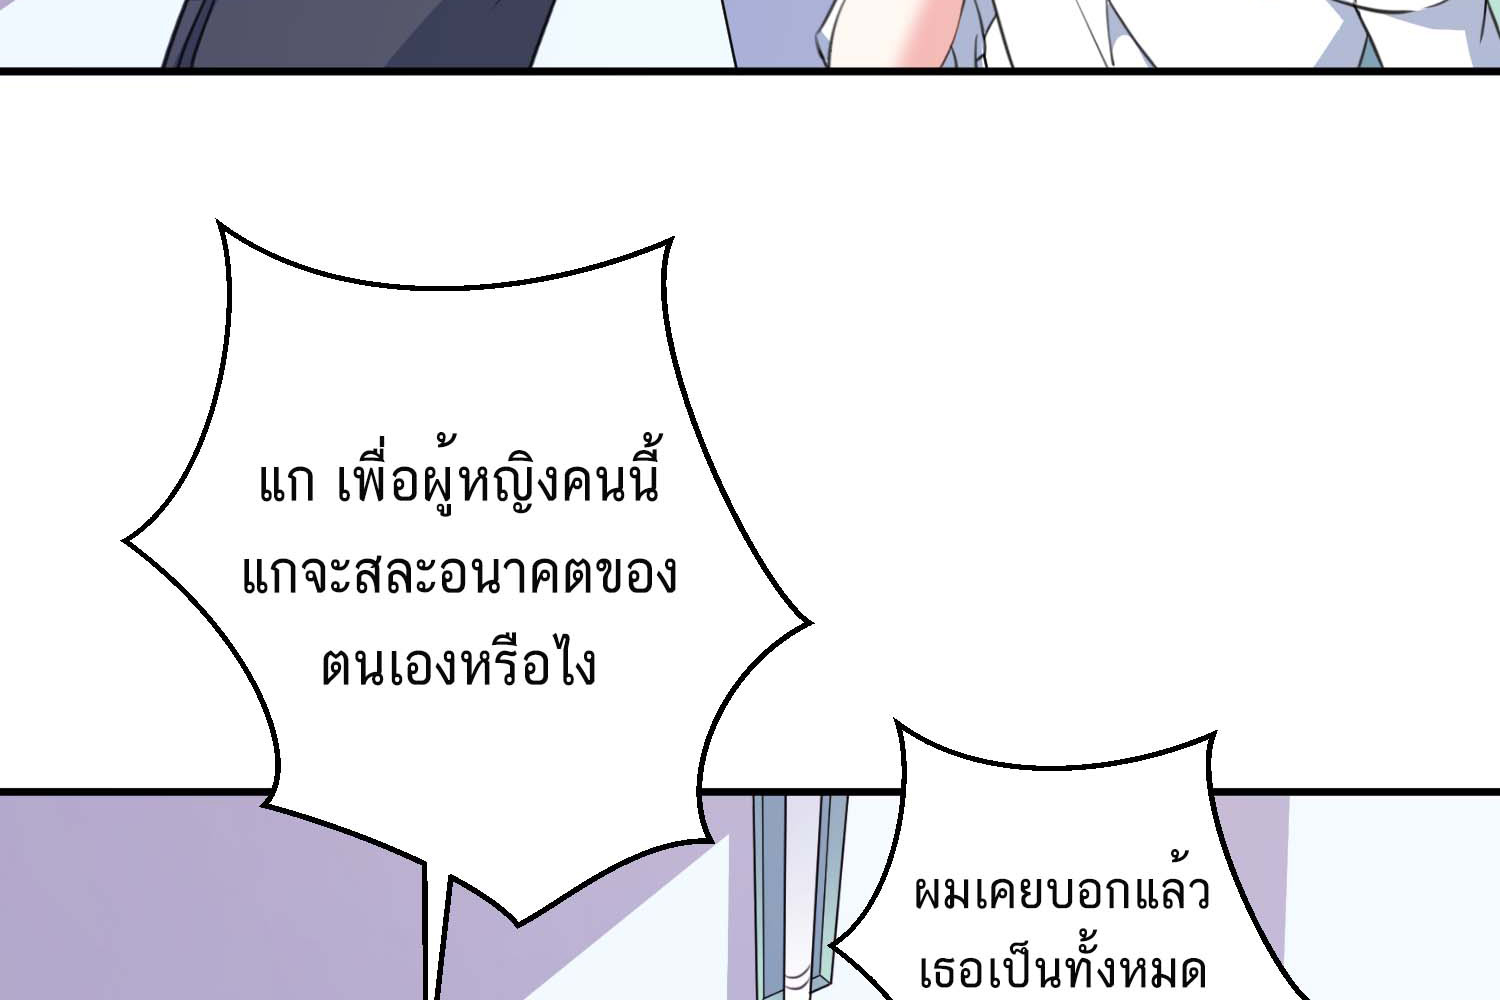 แก เพื่อผู้หญิงคนนี้
แกจะสละอนาคตของ
ตนเองหรือไง
ผมเคยบอกแล้ว
เธอเป็นทั้งหมด